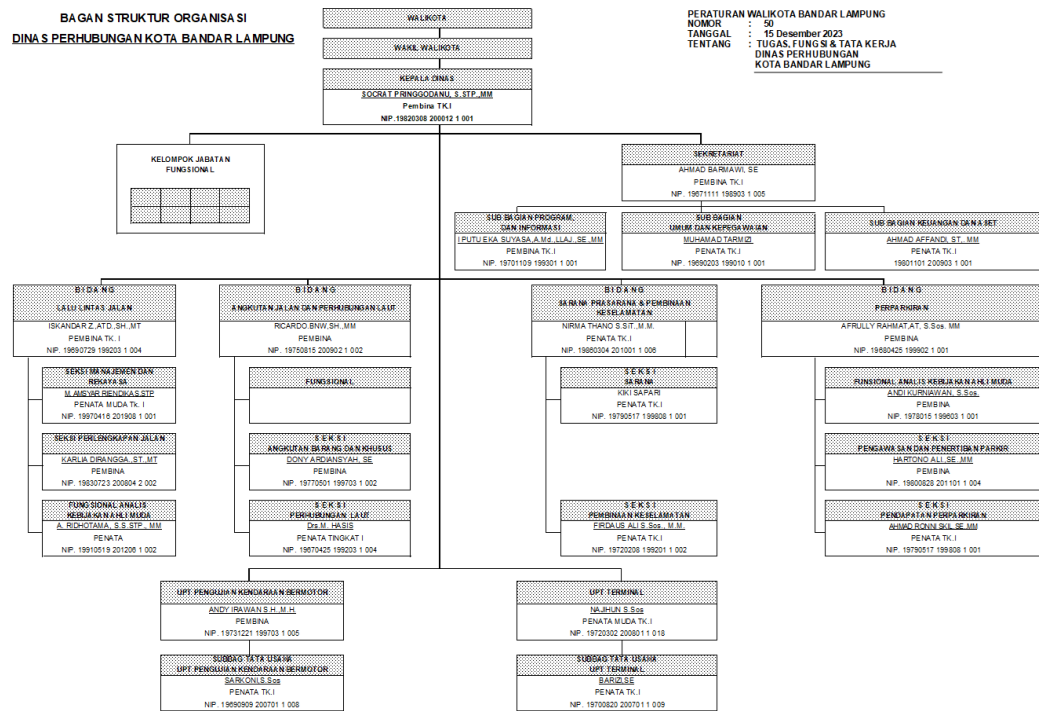 BAGAN STRUKTUR ORGANISASI
DINAS PERHUBUNGAN KOTA BANDAR LAMPUNG
PERATURAN WALIKOTA BANDAR LAMPUNG
NOMOR : 50
TANGGAL : 15 Desember 2023
TENTANG : TUGAS, FUNGSI & TATA KERJA
DINAS PERHUBUNGAN
KOTA BANDAR LAMPUNG
WALIKOTA
WAKIL WALIKOTA
KEPALA DINAS
SOCRAT PRINGGODANU, S.STP.,MM
Pembina TK.I
NIP.19820308 200012 1 001
KELOMPOK JABATAN
FUNGSIONAL
SEKRETARIAT
AHMAD BARMAWI, SE
PEMBINA TK.I
NIP. 19671111 198903 1 005
SUB BAGIAN PROGRAM,
DAN INFORMASI
I PUTU EKA SUYASA,A.Md.,LLAJ.,SE.,MM
PEMBINA TK.I
NIP. 19701109 199301 1 001
SUB BAGIAN
UMUM DAN KEPEGAWAIAN
MUHAMAD TARMIZI
PENATA TK.I
NIP. 19690203 199010 1 001
SUB BAGIAN KEUANGAN DAN ASET
AHMAD AFFANDI, ST,. MM
PENATA TK.I
19801101 200903 1 001
B I D A N G
LALU LINTAS JALAN
ISKANDAR Z.,ATD.,SH.,MT
PEMBINA TK. I
NIP. 19690729 199203 1 004
SEKSI MANAJEMEN DAN
REKAYASA
M. AMSYAR RIENDIKAS,STP
PENATA MUDA Tk. I
NIP. 19970416 201908 1 001
SEKSI PERLENGKAPAN JALAN
KARLIA DIRANGGA.,ST.,MT
PEMBINA
NIP. 19830723 200804 2 002
FUNGSIONAL ANALIS
KEBIJAKAN AHLI MUDA
A. RIDHOTAMA, S.S.STP., MM
PENATA
NIP. 19910519 201206 1 002
B I D A N G
ANGKUTAN JALAN DAN PERHUBUNGAN LAUT
RICARDO.BNW,SH.,MM
PEMBINA
NIP. 19750815 200902 1 002
FUNGSIONAL
S E K S I
ANGKUTAN BARANG DAN KHUSUS
DONY ARDIANSYAH, SE
PEMBINA
NIP. 19770501 199703 1 002
S E K S I
PERHUBUNGAN LAUT
Drs.M. HASIS
PENATA TINGKAT I
NIP. 19670425 199203 1 004
B I D A N G
SARANA PRASARANA & PEMBINAAN
KESELAMATAN
NIRMA THANO S.SiT., M.M.
PENATA TK.I
NIP. 19860304 201001 1 006
S E K S I
SARANA
KIKI SAPARI
PENATA TK.I
NIP. 19790517 199808 1 001
S E K S I
PEMBINAAN KESELAMATAN
FIRDAUS ALI S.Sos., M.M.
PENATA TK.I
NIP. 19720208 199201 1 002
B I D A N G
PERPARKIRAN
AFRULLY RAHMAT,AT, S.Sos. MM
PEMBINA
NIP. 19680425 199902 1 001
FUNSIONAL ANALIS KEBIJAKAN AHLI MUDA
ANDI KURNIAWAN, S.Sos.
PEMBINA
NIP. 1978015 199603 1 001
S E K S I
PENGAWASAN DAN PENERTIBAN PARKIR
HARTONO ALI.,SE.,MM
PEMBINA
NIP. 19800828 201101 1 004
S E K S I
PENDAPATAN PERPARKIRAN
AHMAD RONNI SKIL,SE,MM
PENATA TK.I
NIP. 19790517 199808 1 001
UPT PENGUJIAN KENDARAAN BERMOTOR
ANDY IRAWAN S.H.,M.H.
PEMBINA
NIP. 19731221 199703 1 005
SUBBAG TATA USAHA
UPT PENGUJIAN KENDARAAN BERMOTOR
SARKONI,S.Sos
PENATA TK.I
NIP. 19690909 200701 1 008
UPT TERMINAL
NAJIHUN S.Sos
PENATA MUDA TK.I
NIP. 19720302 200801 1 018
SUBBAG TATA USAHA
UPT TERMINAL
BARIZI,SE
PENATA TK.I
NIP. 19700820 200701 1 009